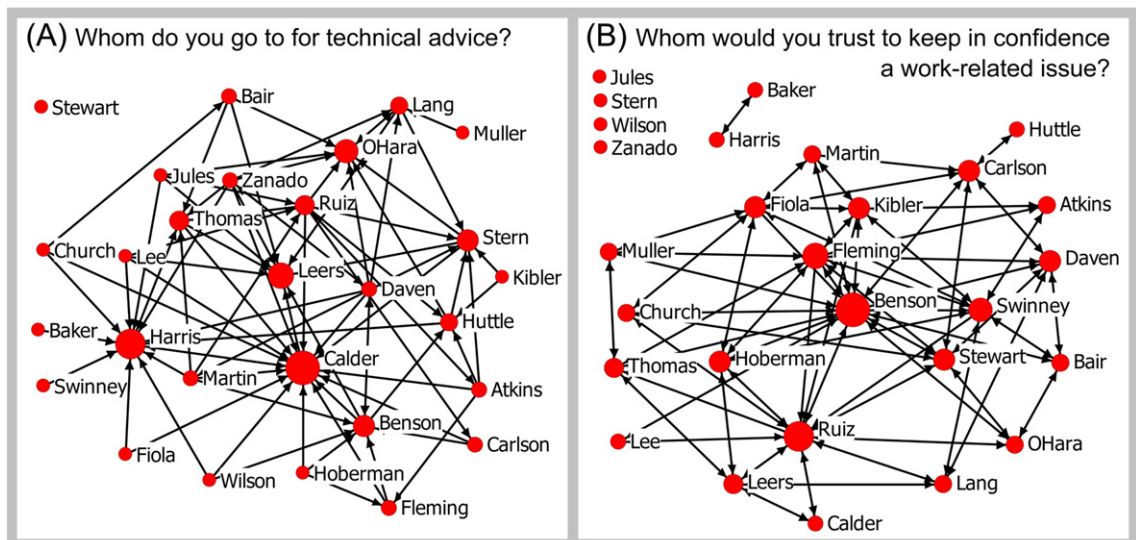 (A) Whom do you go to for technical advice?
Stewart
Bair
Lang
Muller
OHara
Jules
Zanado
Thomas
Ruiz
Stern
Church
Lee
Leers
Kibler
Daven
Baker
Harris
Huttle
Calder
Swinney
Martin
Atkins
Benson
Carlson
Fiola
Wilson
Hoberman
Fleming
(B) Whom would you trust to keep in confidence
a work-related issue?
Jules
Stern
Wilson
Zanado
Baker
Harris
Huttle
Martin
Carlson
Fiola
Kibler
Atkins
Muller
Fleming
Daven
Benson
Swinney
Church
Thomas
Hoberman
Stewart
Bair
Lee
Ruiz
OHara
Leers
Lang
Calder